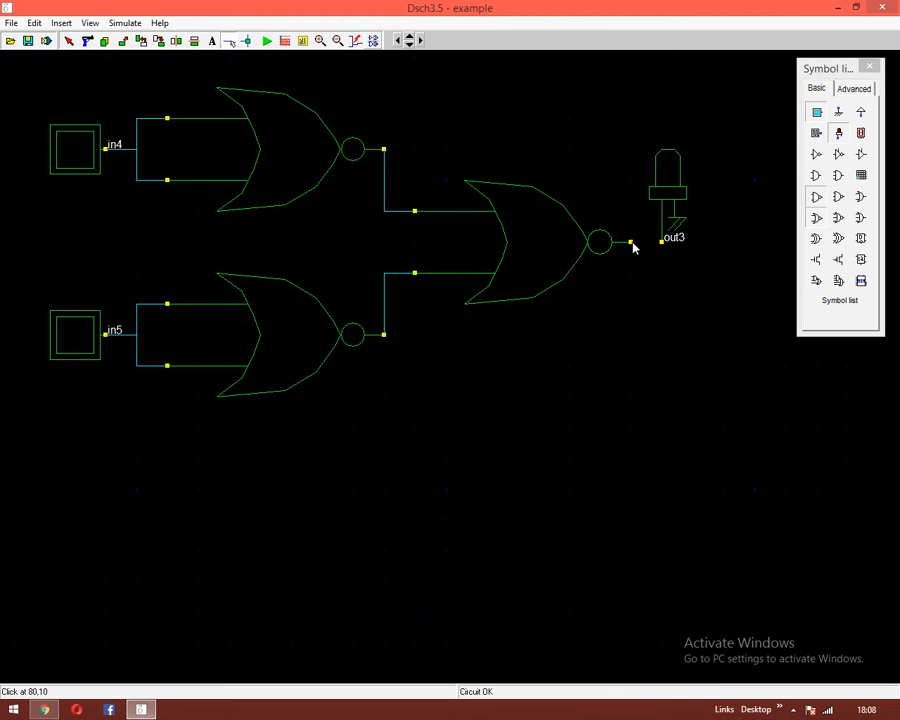 Dsch3.5 - example
File Edit Insert View Simulate Help
A
Symbol li...
Basic Advanced
in4
out3
Symbol list
in5
Activate Windows
Go to PC settings to activate Windows.
Click at 80,10 Circuit OK
Links Desktop 18:08